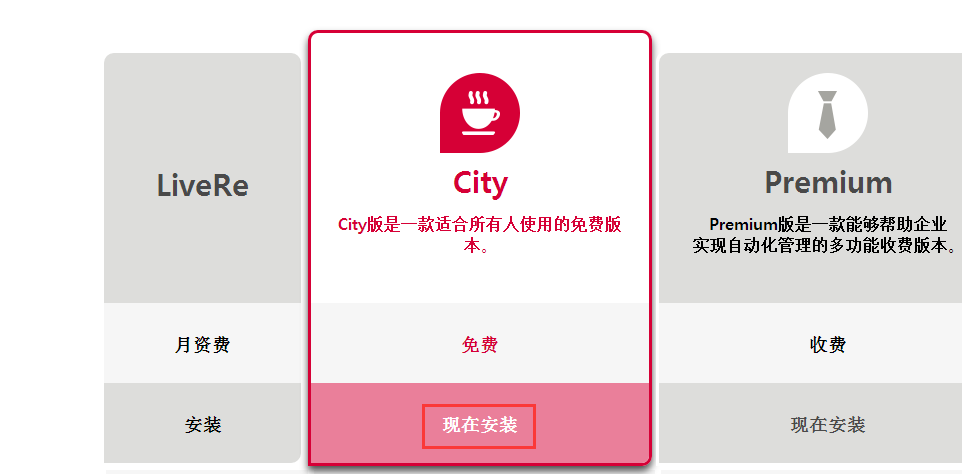 LiveRe
City
Premium
City版是一款适合所有人使用的免费版
本。
Premium版是一款能够帮助企业
实现自动化管理的多功能收费版本。
月资费
免费
收费
安装
现在安装
现在安装